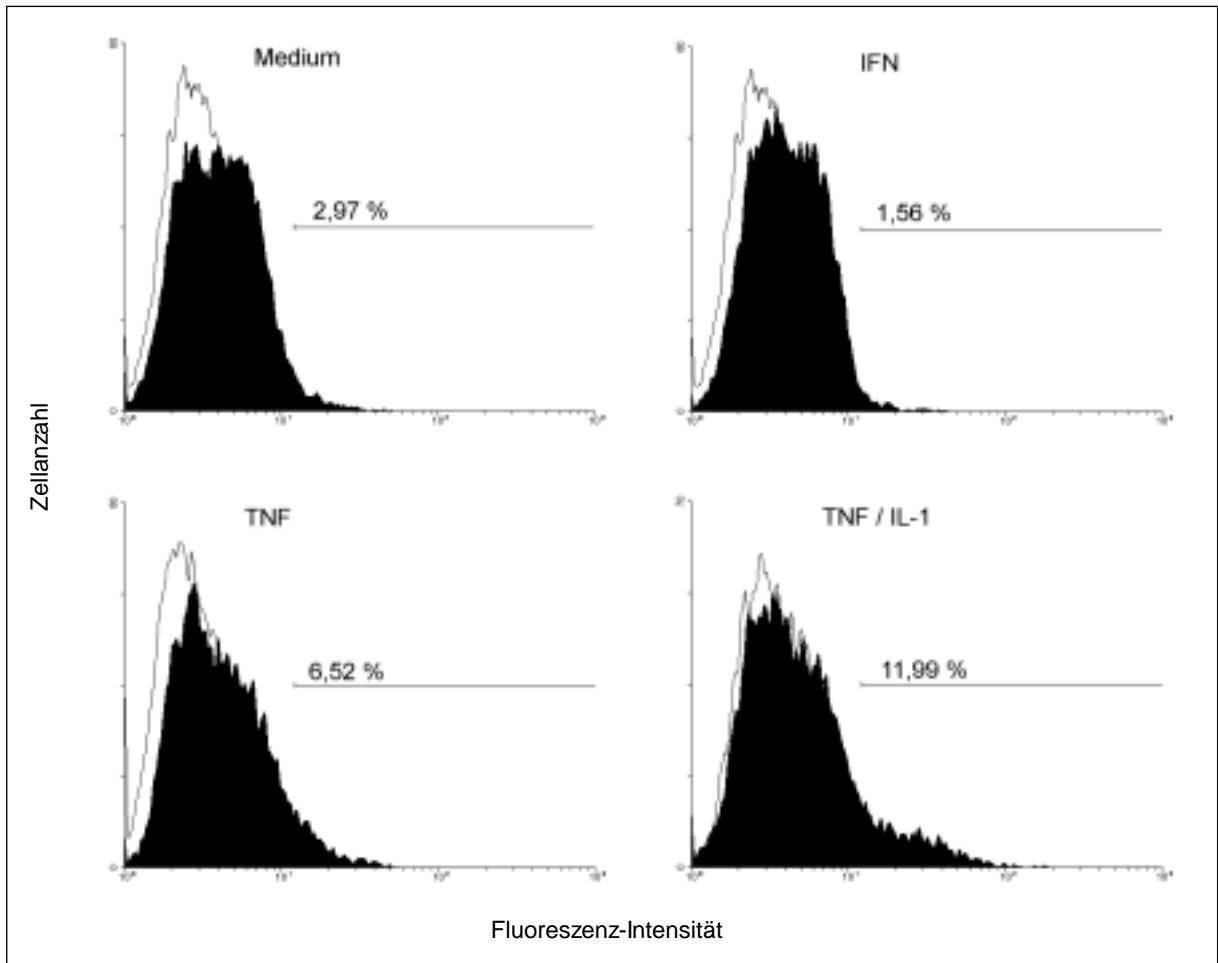 Medium
2,97 %
IFN
1,56 %
Zellanzahl
TNF
6,52 %
TNF / IL-1
11,99 %
Fluoreszenz-Intensität